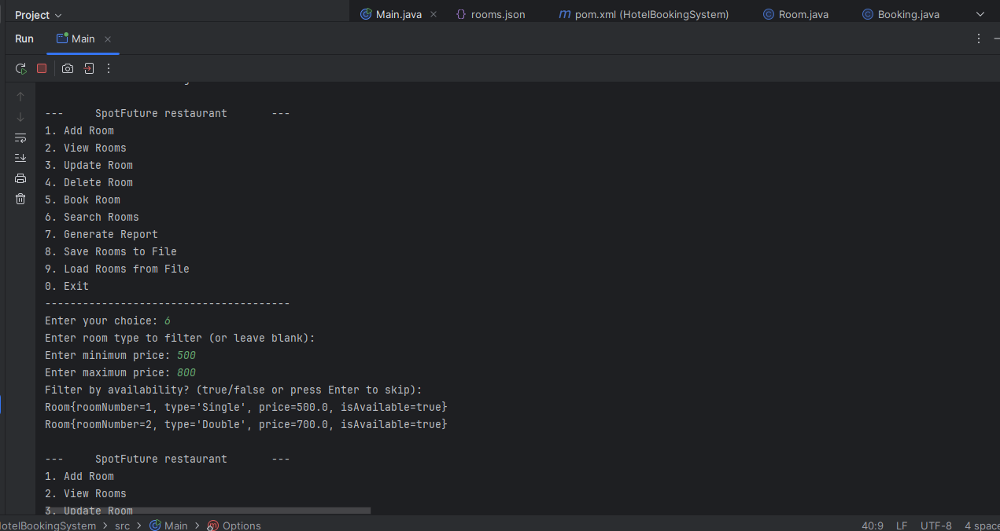 Project
Main.java
rooms.json
pom.xml (HotelBookingSystem)
Room.java
Booking.java
Run
Main
---     SpotFuture restaurant       ---
1. Add Room
2. View Rooms
3. Update Room
4. Delete Room
5. Book Room
6. Search Rooms
7. Generate Report
8. Save Rooms to File
9. Load Rooms from File
0. Exit
---------------------------------------
Enter your choice: 6
Enter room type to filter (or leave blank):
Enter minimum price: 500
Enter maximum price: 800
Filter by availability? (true/false or press Enter to skip):
Room{roomNumber=1, type='Single', price=500.0, isAvailable=true}
Room{roomNumber=2, type='Double', price=700.0, isAvailable=true}
---     SpotFuture restaurant       ---
1. Add Room
2. View Rooms
3. Update Room
HotelBookingSystem > src > Main > Options
40:9
LF
UTF-8
4 space